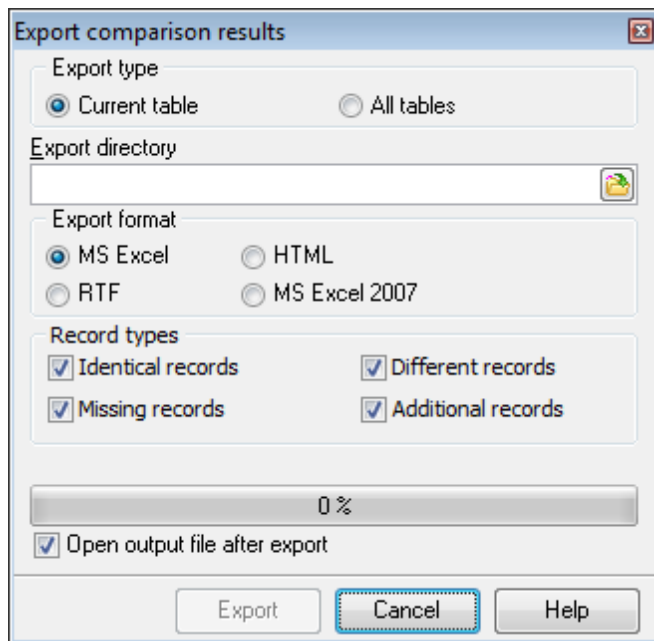 Export comparison results
Export type
Current table
All tables
Export directory
Export format
MS Excel
HTML
RTF
MS Excel 2007
Record types
Identical records
Different records
Missing records
Additional records
0 %
Open output file after export
Export
Cancel
Help